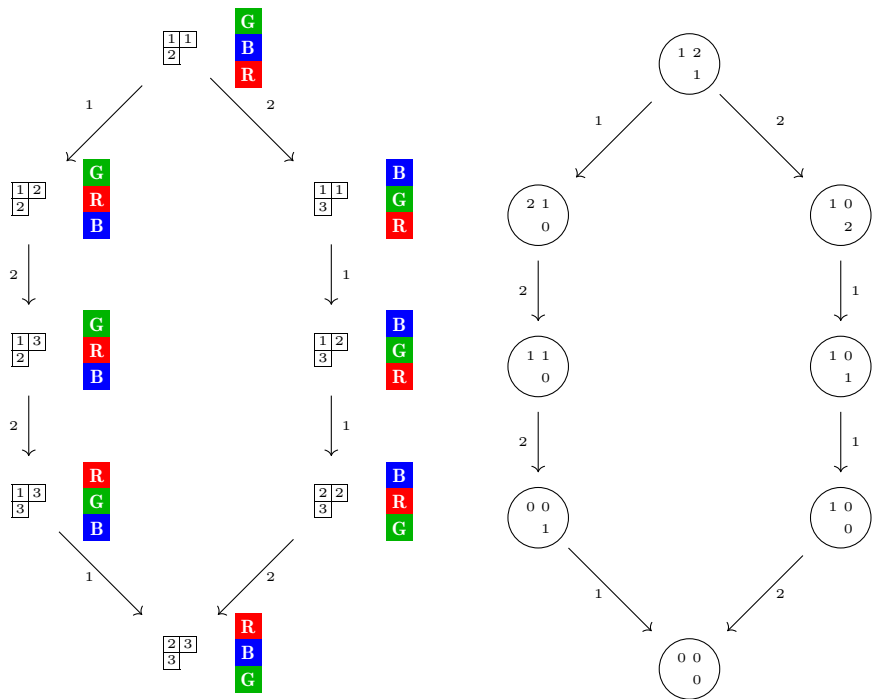 1 1 G 1 2
2 B 1
R
1 2 1 2
G B
1 2 R 1 1 G 2 1 1 0
2 B 3 R 0 2
2 1 2 1
G B
1 3 R 1 2 G 1 1 1 0
2 B 3 R 0 1
2 1 2 1
R B
1 3 G 2 2 R 0 0 1 0
3 B 3 G 1 0
1 2 1 2
R
2 3 B 0 0
3 G 0